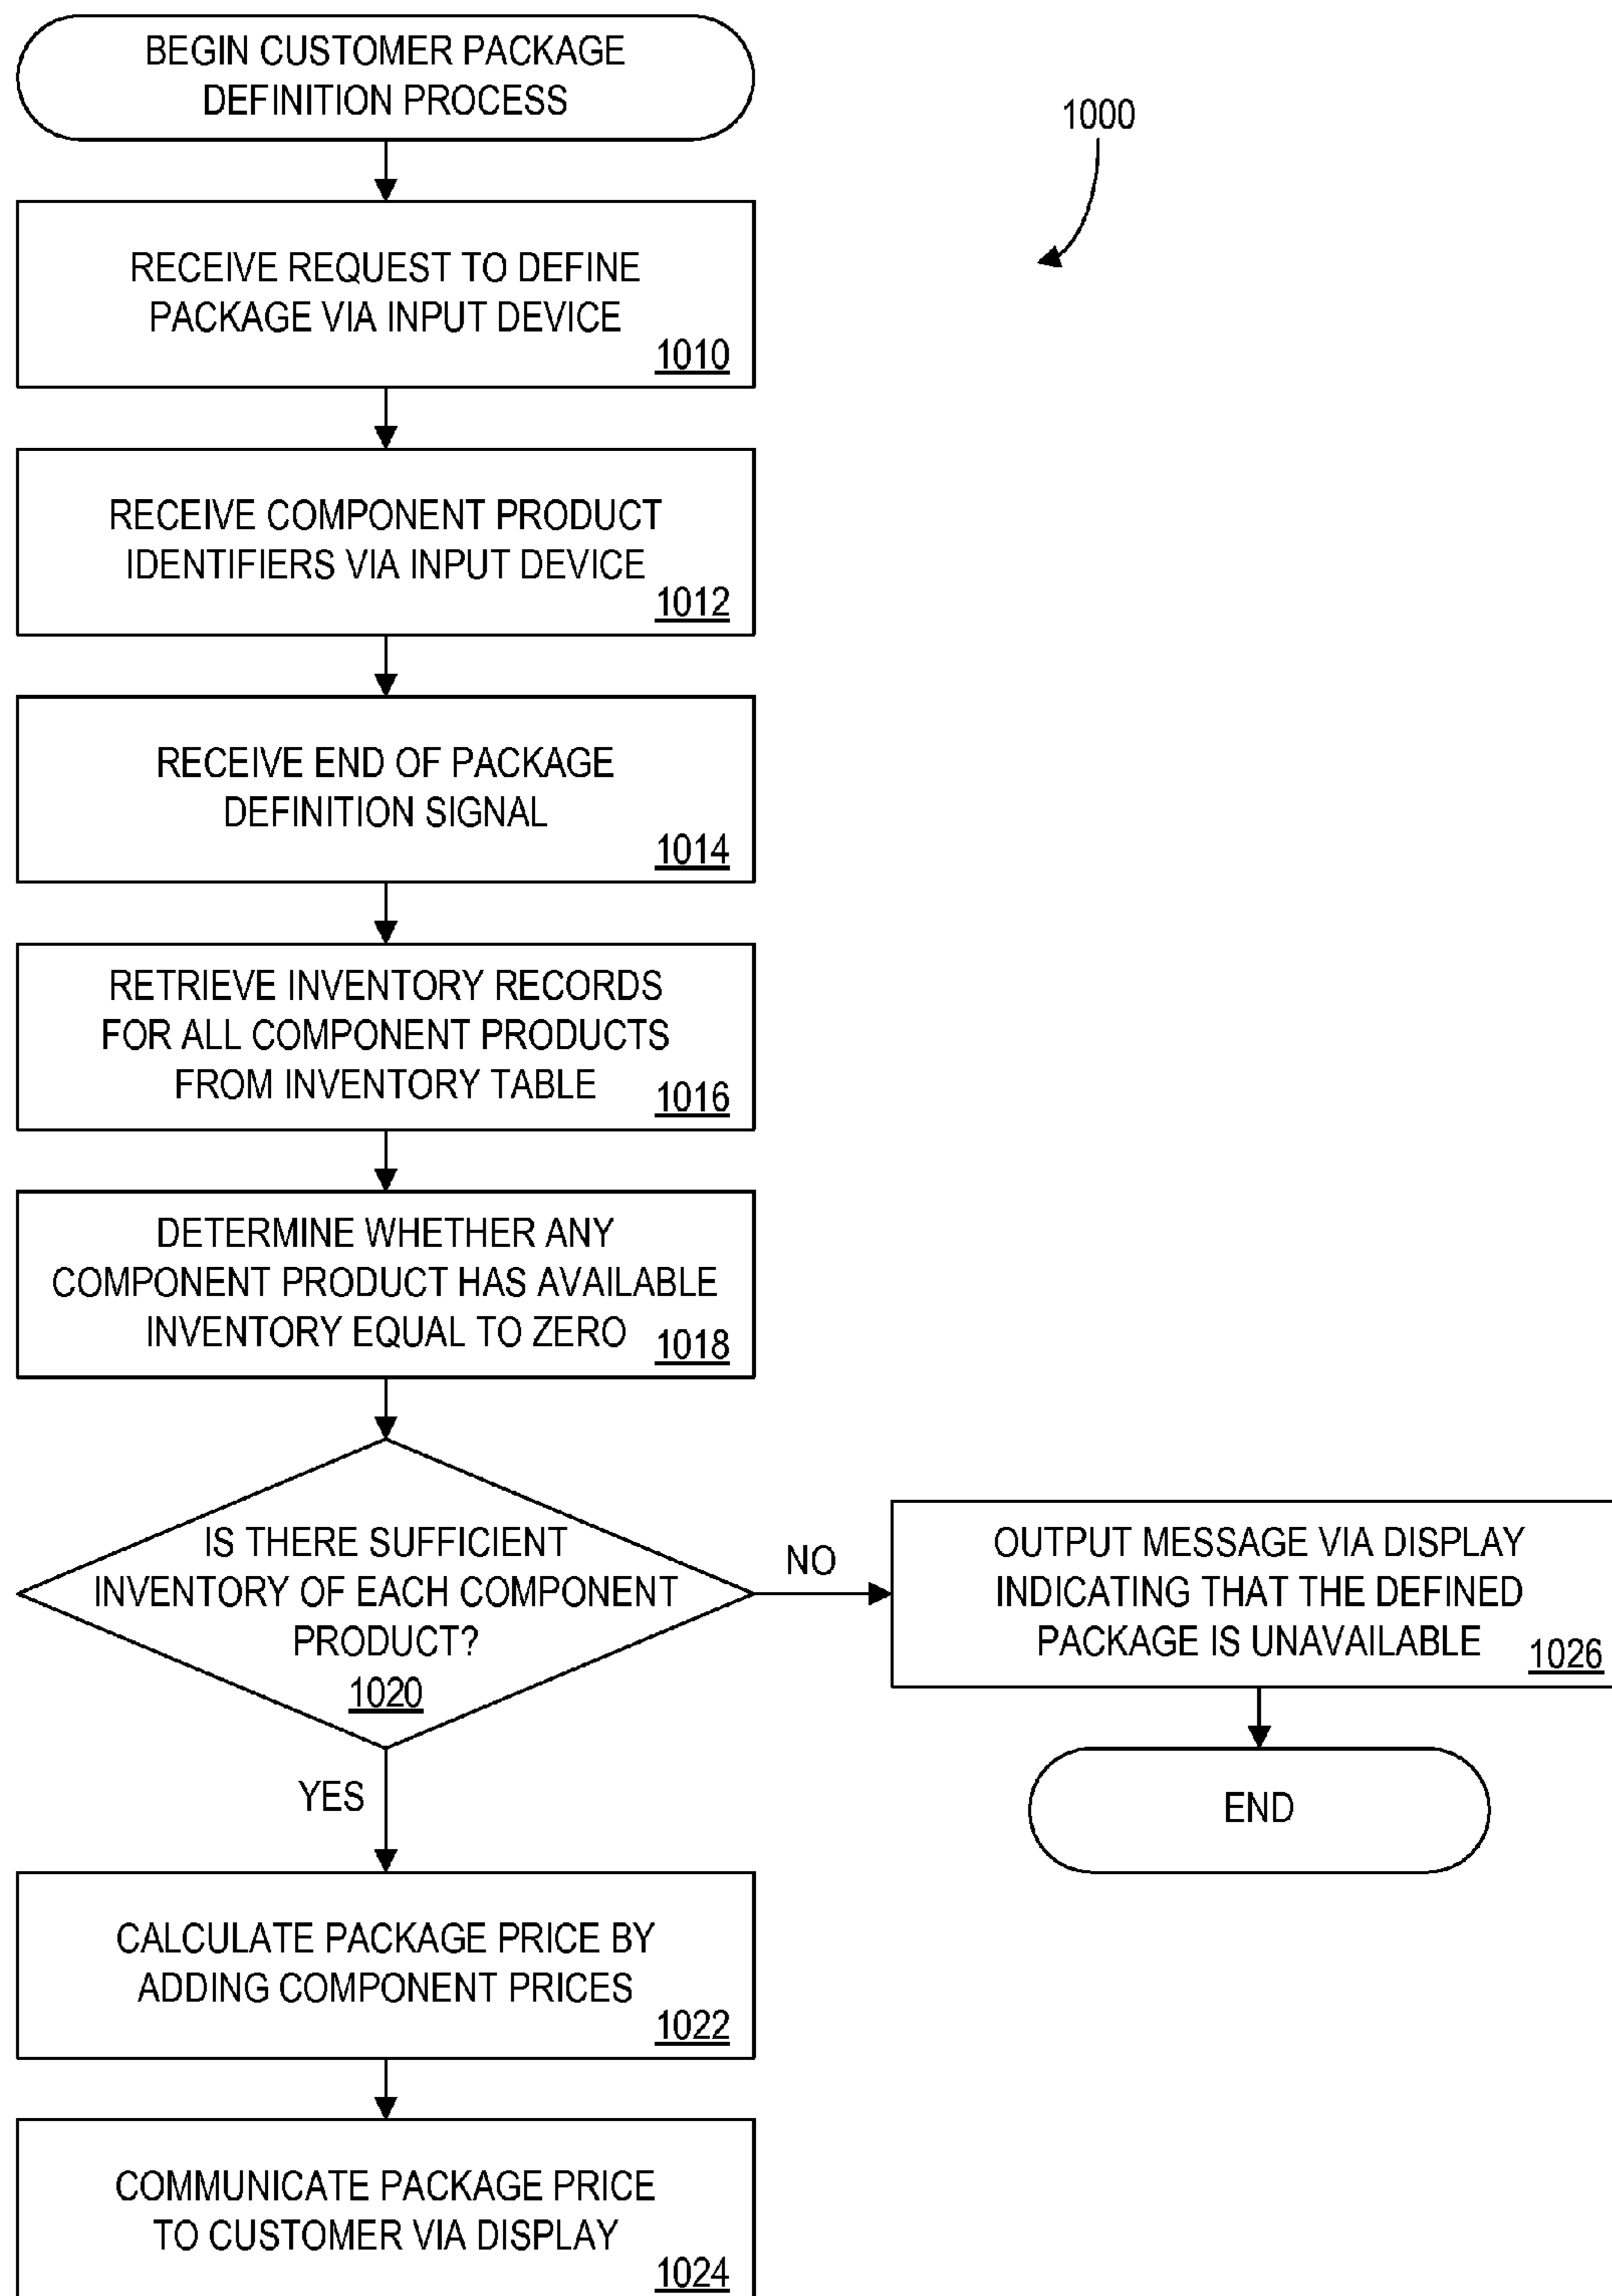 BEGIN CUSTOMER PACKAGE
DEFINITION PROCESS
1000
RECEIVE REQUEST TO DEFINE
PACKAGE VIA INPUT DEVICE
1010
RECEIVE COMPONENT PRODUCT
IDENTIFIERS VIA INPUT DEVICE
1012
RECEIVE END OF PACKAGE
DEFINITION SIGNAL
1014
RETRIEVE INVENTORY RECORDS
FOR ALL COMPONENT PRODUCTS
FROM INVENTORY TABLE
1016
DETERMINE WHETHER ANY
COMPONENT PRODUCT HAS AVAILABLE
INVENTORY EQUAL TO ZERO
1018
IS THERE SUFFICIENT
INVENTORY OF EACH COMPONENT
PRODUCT?
1020
NO
OUTPUT MESSAGE VIA DISPLAY
INDICATING THAT THE DEFINED
PACKAGE IS UNAVAILABLE
1026
END
YES
CALCULATE PACKAGE PRICE BY
ADDING COMPONENT PRICES
1022
COMMUNICATE PACKAGE PRICE
TO CUSTOMER VIA DISPLAY
1024